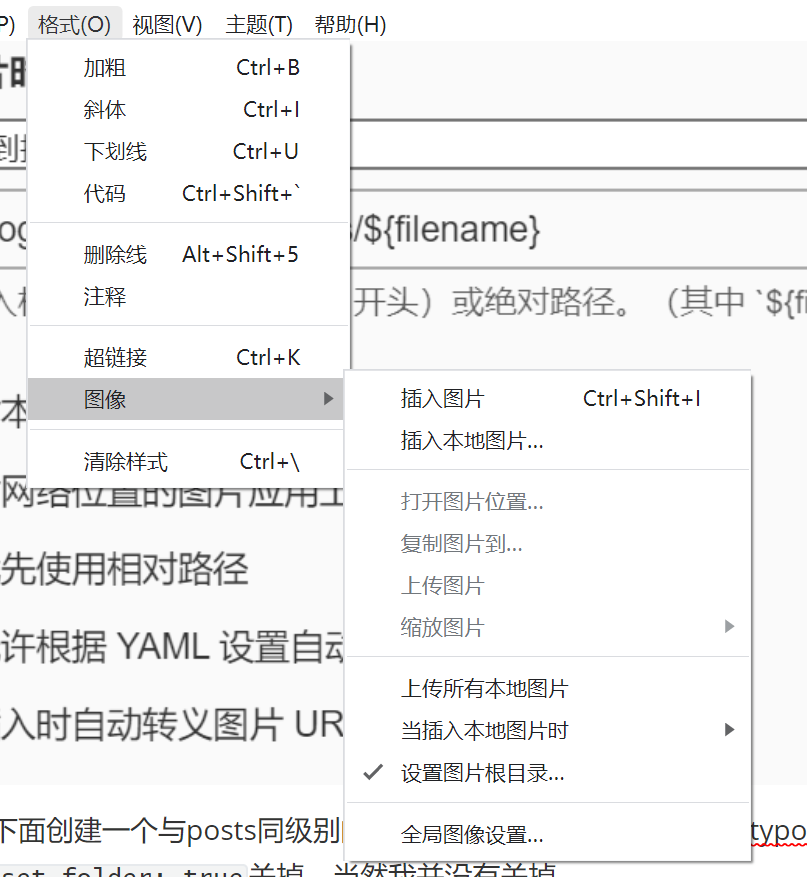 P) 格式(O) 视图(V) 主题(T) 帮助(H)
加粗 Ctrl+B
斜体 Ctrl+I
下划线 Ctrl+U
代码 Ctrl+Shift+`
删除线 Alt+Shift+5
注释
超链接 Ctrl+K
图像
清除样式 Ctrl+\
插入图片 Ctrl+Shift+I
插入本地图片...
打开图片位置...
复制图片到...
上传图片
缩放图片
上传所有本地图片
当插入本地图片时
设置图片根目录...
全局图像设置...
/${filename}
开头）或绝对路径。（其中 `${fi
网络位置的图片应用上
先使用相对路径
许根据 YAML 设置自动
入时自动转义图片 UR
下面创建一个与posts同级别 typo
set folder: true关掉，当然我并没有关掉